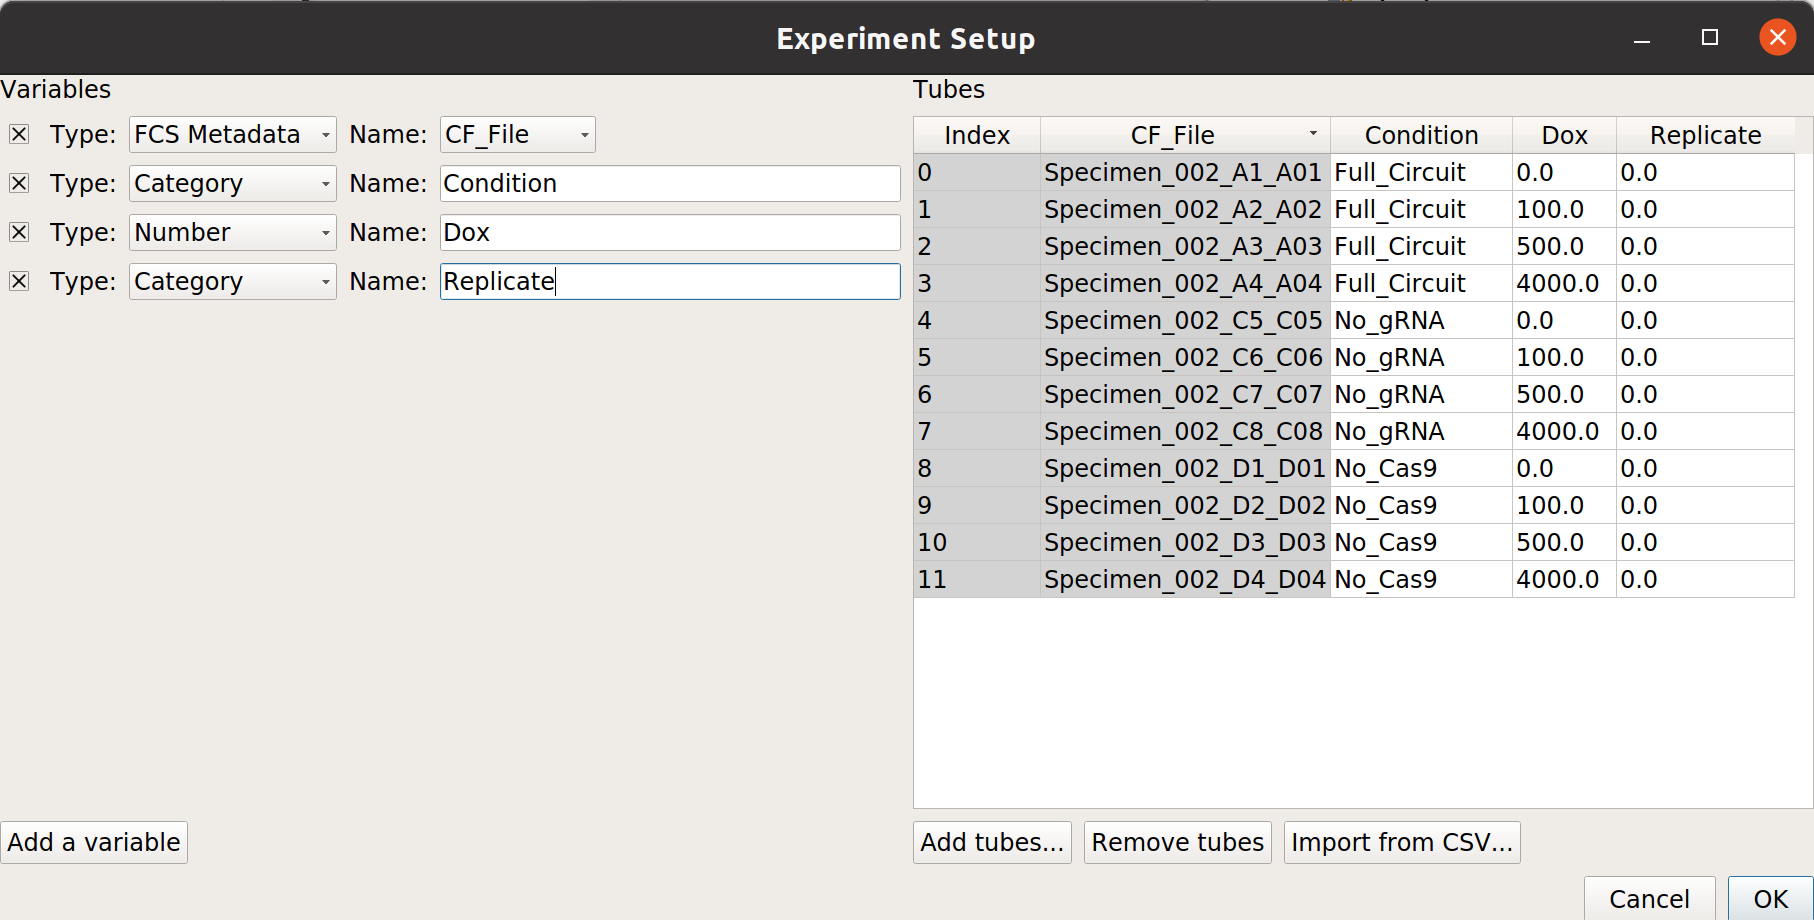 Experiment Setup
Variables
Type: FCS Metadata Name: CF_File
Type: Category Name: Condition
Type: Number Name: Dox
Type: Category Name: Replicate
Add a variable
Tubes
Index CF_File Condition Dox Replicate
0 Specimen_002_A1_A01 Full_Circuit 0.0 0.0
1 Specimen_002_A2_A02 Full_Circuit 100.0 0.0
2 Specimen_002_A3_A03 Full_Circuit 500.0 0.0
3 Specimen_002_A4_A04 Full_Circuit 4000.0 0.0
4 Specimen_002_C5_C05 No_gRNA 0.0 0.0
5 Specimen_002_C6_C06 No_gRNA 100.0 0.0
6 Specimen_002_C7_C07 No_gRNA 500.0 0.0
7 Specimen_002_C8_C08 No_gRNA 4000.0 0.0
8 Specimen_002_D1_D01 No_Cas9 0.0 0.0
9 Specimen_002_D2_D02 No_Cas9 100.0 0.0
10 Specimen_002_D3_D03 No_Cas9 500.0 0.0
11 Specimen_002_D4_D04 No_Cas9 4000.0 0.0
Add tubes... Remove tubes Import from CSV...
Cancel OK